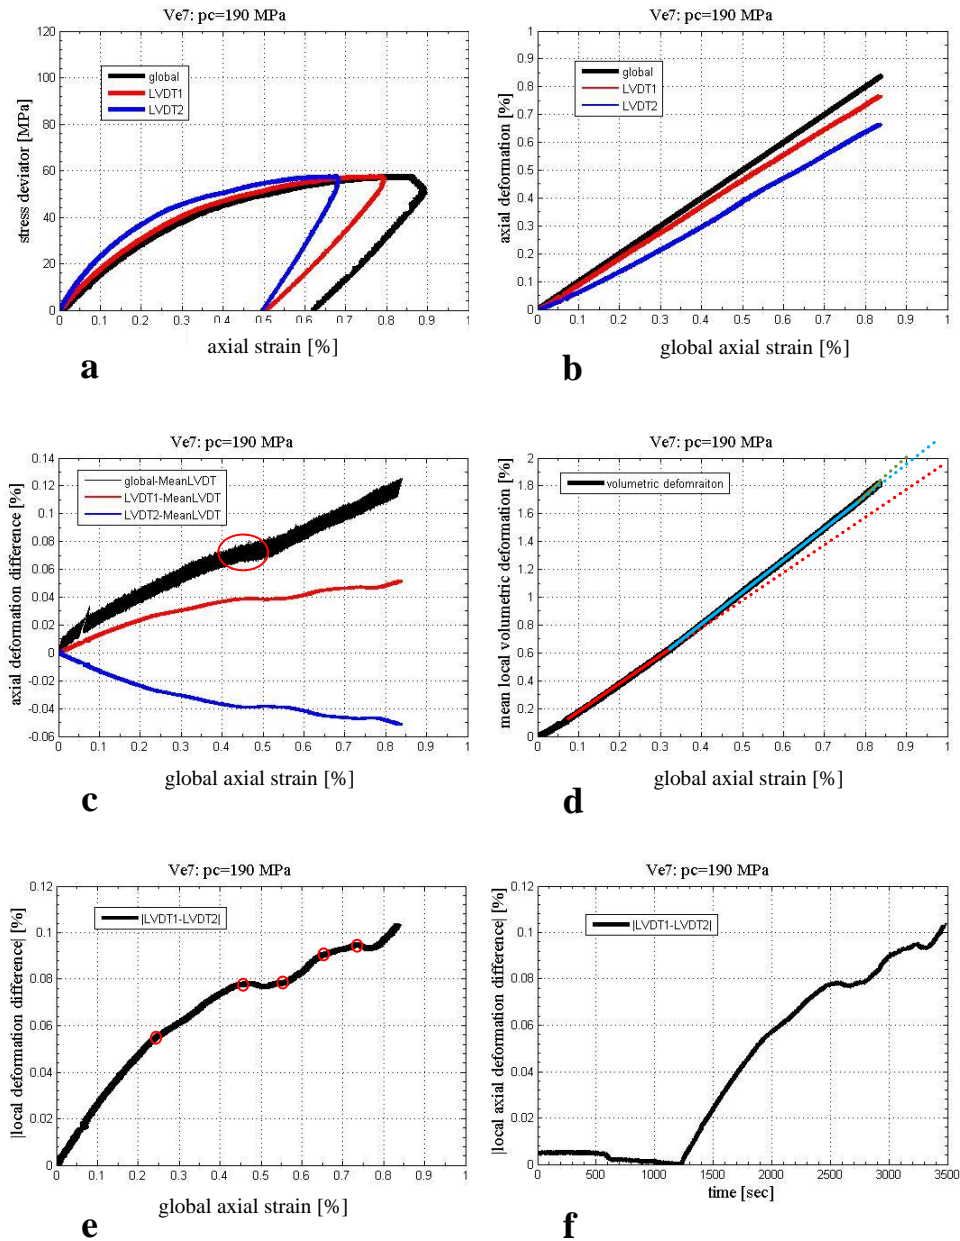 Ve7: pc=190 MPa
stress deviator [MPa]
120
100
80
60
40
20
0
global
LVDT1
LVDT2
0 0.1 0.2 0.3 0.4 0.5 0.6 0.7 0.8 0.9 1
axial strain [%]
a
Ve7: pc=190 MPa
axial deformation [%]
1
0.9
0.8
0.7
0.6
0.5
0.4
0.3
0.2
0.1
0
global
LVDT1
LVDT2
0 0.1 0.2 0.3 0.4 0.5 0.6 0.7 0.8 0.9 1
global axial strain [%]
b
Ve7: pc=190 MPa
axial deformation difference [%]
0.14
0.12
0.1
0.08
0.06
0.04
0.02
0
-0.02
-0.04
-0.06
global-MeanLVDT
LVDT1-MeanLVDT
LVDT2-MeanLVDT
0 0.1 0.2 0.3 0.4 0.5 0.6 0.7 0.8 0.9 1
global axial strain [%]
c
Ve7: pc=190 MPa
mean local volumetric deformation [%]
2
1.8
1.6
1.4
1.2
1
0.8
0.6
0.4
0.2
0
volumetric defomraiton
0 0.1 0.2 0.3 0.4 0.5 0.6 0.7 0.8 0.9 1
global axial strain [%]
d
Ve7: pc=190 MPa
|local deformation difference| [%]
0.12
0.1
0.08
0.06
0.04
0.02
0
|LVDT1-LVDT2|
0 0.1 0.2 0.3 0.4 0.5 0.6 0.7 0.8 0.9 1
global axial strain [%]
e
Ve7: pc=190 MPa
|local axial deformation difference| [%]
0.12
0.1
0.08
0.06
0.04
0.02
0
|LVDT1-LVDT2|
0 500 1000 1500 2000 2500 3000 3500
time [sec]
f